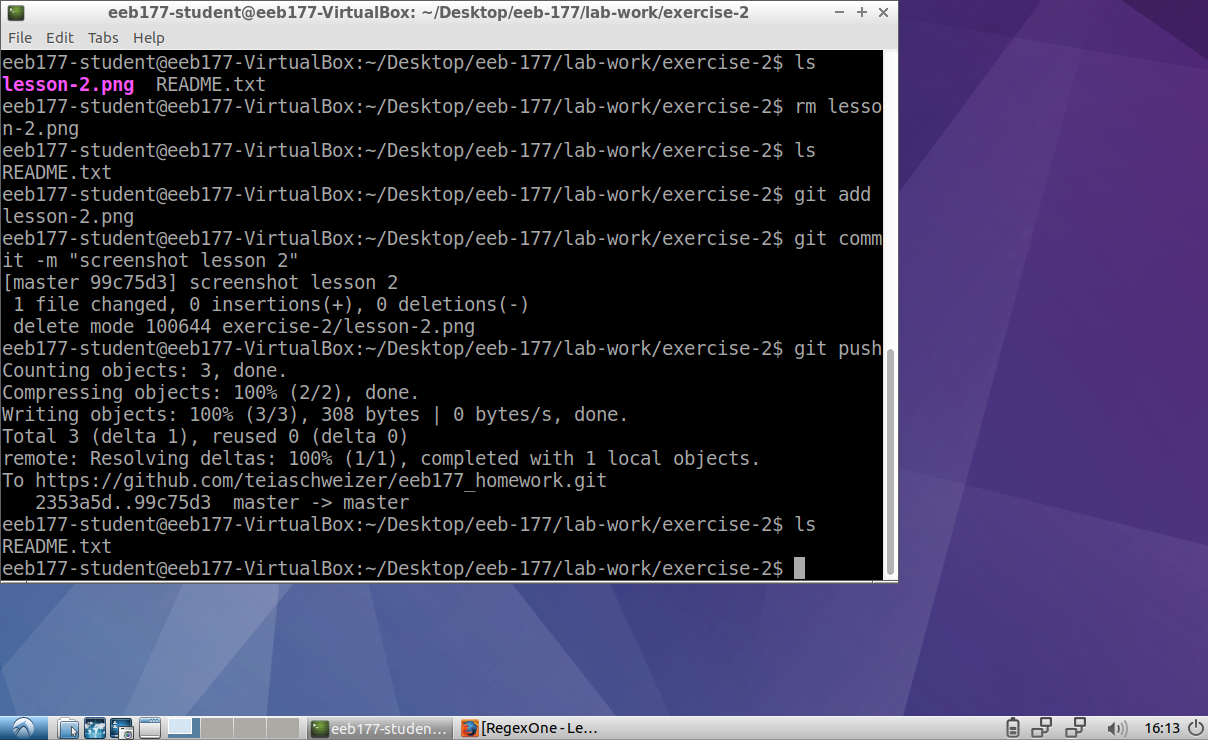 eeb177-student@eeb177-VirtualBox: ~/Desktop/eeb-177/lab-work/exercise-2
File Edit Tabs Help
eeb177-student@eeb177-VirtualBox:~/Desktop/eeb-177/lab-work/exercise-2$ ls
lesson-2.png  README.txt
eeb177-student@eeb177-VirtualBox:~/Desktop/eeb-177/lab-work/exercise-2$ rm lesso
n-2.png
eeb177-student@eeb177-VirtualBox:~/Desktop/eeb-177/lab-work/exercise-2$ ls
README.txt
eeb177-student@eeb177-VirtualBox:~/Desktop/eeb-177/lab-work/exercise-2$ git add
lesson-2.png
eeb177-student@eeb177-VirtualBox:~/Desktop/eeb-177/lab-work/exercise-2$ git comm
it -m "screenshot lesson 2"
[master 99c75d3] screenshot lesson 2
 1 file changed, 0 insertions(+), 0 deletions(-)
 delete mode 100644 exercise-2/lesson-2.png
eeb177-student@eeb177-VirtualBox:~/Desktop/eeb-177/lab-work/exercise-2$ git push
Counting objects: 3, done.
Compressing objects: 100% (2/2), done.
Writing objects: 100% (3/3), 308 bytes | 0 bytes/s, done.
Total 3 (delta 1), reused 0 (delta 0)
remote: Resolving deltas: 100% (1/1), completed with 1 local objects.
To https://github.com/teiaschweizer/eeb177_homework.git
   2353a5d..99c75d3  master -> master
eeb177-student@eeb177-VirtualBox:~/Desktop/eeb-177/lab-work/exercise-2$ ls
README.txt
eeb177-student@eeb177-VirtualBox:~/Desktop/eeb-177/lab-work/exercise-2$
eeb177-studen... [RegexOne - Le... 16:13